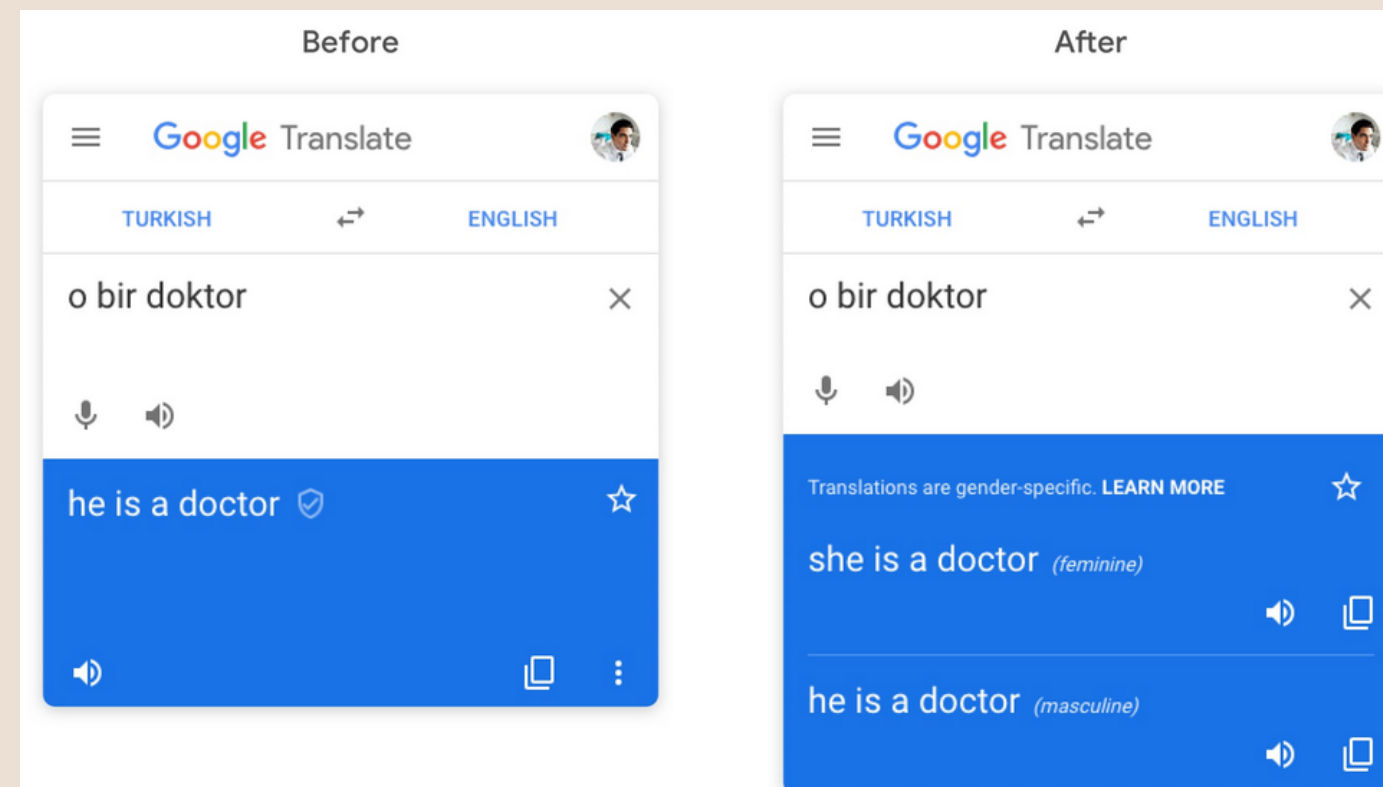 Before
Google Translate
TURKISH ENGLISH
o bir doktor
he is a doctor
After
Google Translate
TURKISH ENGLISH
o bir doktor
Translations are gender-specific. LEARN MORE
she is a doctor (feminine)
he is a doctor (masculine)